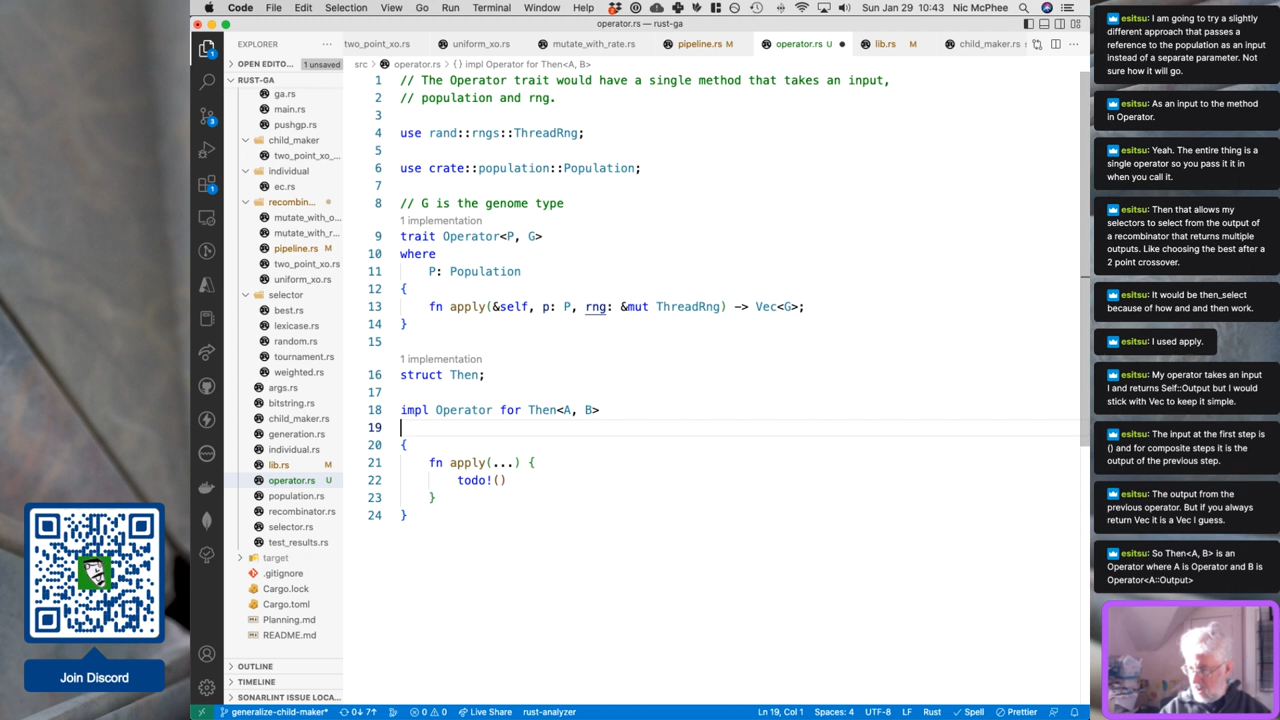 Code File Edit Selection View Go Run Terminal Window Help Sun Jan 29 10:43 Nic McPhee
operator.rs — rust-ga
EXPLORER
OPEN EDITO... 1 unsaved
RUST-GA
ga.rs
main.rs
pushgp.rs
child_maker
two_point_xo_...
individual
ec.rs
recombin...
mutate_with_o...
mutate_with_r...
pipeline.rs M
two_point_xo.rs
uniform_xo.rs
selector
best.rs
lexicase.rs
random.rs
tournament.rs
weighted.rs
args.rs
bitstring.rs
child_maker.rs
generation.rs
individual.rs
lib.rs M
operator.rs U
population.rs
recombinator.rs
selector.rs
test_results.rs
target
.gitignore
Cargo.lock
Cargo.toml
Planning.md
README.md
OUTLINE
TIMELINE
SONARLINT ISSUE LOCA...
two_point_xo.rs uniform_xo.rs mutate_with_rate.rs pipeline.rs M operator.rs U lib.rs M child_maker.rs
src > operator.rs > {} impl Operator for Then<A, B>
1 // The Operator trait would have a single method that takes an input,
2 // population and rng.
3
4 use rand::rngs::ThreadRng;
5
6 use crate::population::Population;
7
8 // G is the genome type
1 implementation
9 trait Operator<P, G>
10 where
11 P: Population
12 {
13 fn apply(&self, p: P, rng: &mut ThreadRng) -> Vec<G>;
14 }
15
1 implementation
16 struct Then;
17
18 impl Operator for Then<A, B>
19
20 {
21 fn apply(...) {
22 todo!()
23 }
24 }
esitsu: I am going to try a slightly
different approach that passes a
reference to the population as an input
instead of a separate parameter. Not
sure how it will go.
esitsu: As an input to the method
in Operator.
esitsu: Yeah. The entire thing is a
single operator so you pass it it in
when you call it.
esitsu: Then that allows my
selectors to select from the output of
a recombinator that returns multiple
outputs. Like choosing the best after a
2 point crossover.
esitsu: It would be then_select
because of how and and then work.
esitsu: I used apply.
esitsu: My operator takes an input
I and returns Self::Output but I would
stick with Vec to keep it simple.
esitsu: The input at the first step is
() and for composite steps it is the
output of the previous step.
esitsu: The output from the
previous operator. But if you always
return Vec it is a Vec I guess.
esitsu: So Then<A, B> is an
Operator where A is Operator and B is
Operator<A::Output>
Join Discord
generalize-child-maker* 0↓ 7↑ 0 0 Live Share rust-analyzer Ln 19, Col 1 Spaces: 4 UTF-8 LF Rust Spell Prettier